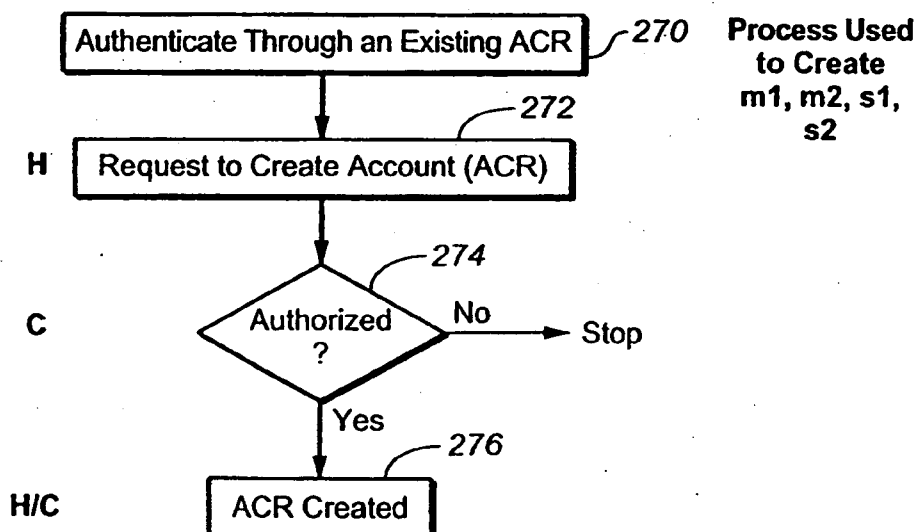 Authenticate Through an Existing ACR
270
Process Used
to Create
m1, m2, s1,
s2
272
H
Request to Create Account (ACR)
274
C
Authorized
?
No
Stop
Yes
276
H/C
ACR Created